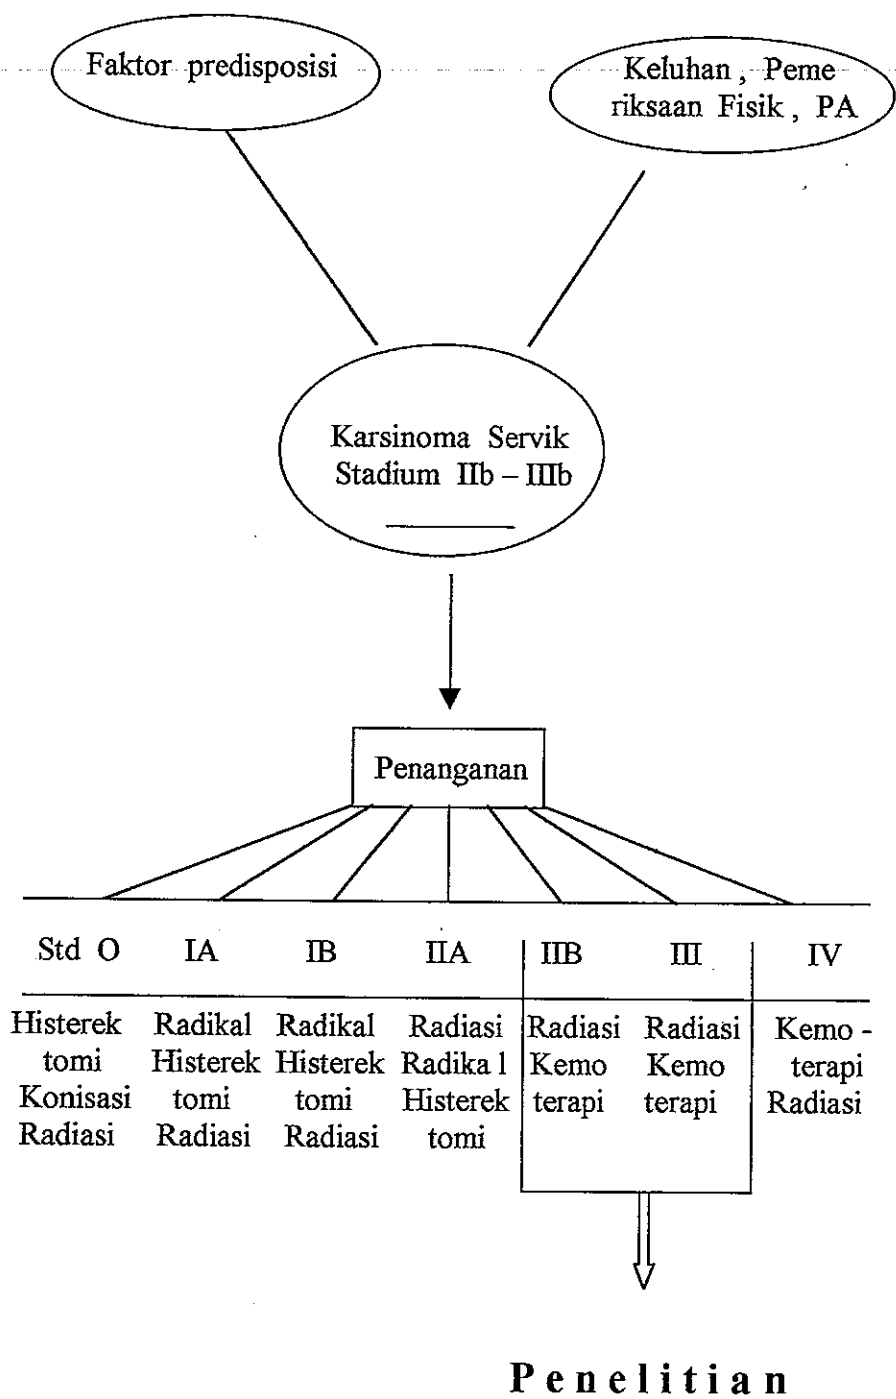 Faktor predisposisi
Keluhan , Peme
riksaan Fisik , PA
Karsinoma Servik
Stadium IIb – IIIb
Penanganan
Std O IA IB IIA IIB III IV
Histerek Radikal Radikal Radiasi Radiasi Radiasi Kemo -
tomi Histerek Histerek Radika l Kemo Kemo terapi
Konisasi tomi tomi Histerek terapi terapi Radiasi
Radiasi Radiasi Radiasi tomi
Penelitian